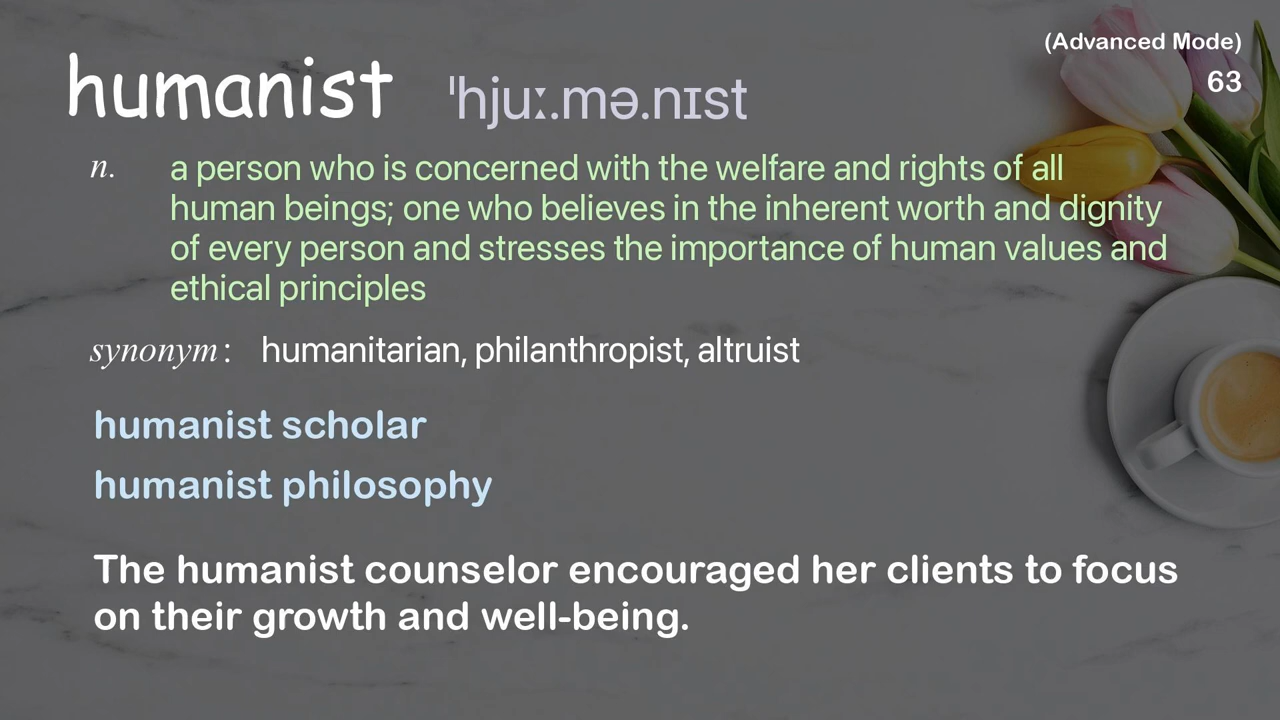 (Advanced Mode)
humanist ˈhjuː.mə.nɪst
63
n. a person who is concerned with the welfare and rights of all
human beings; one who believes in the inherent worth and dignity
of every person and stresses the importance of human values and
ethical principles
synonym: humanitarian, philanthropist, altruist
humanist scholar
humanist philosophy
The humanist counselor encouraged her clients to focus
on their growth and well-being.